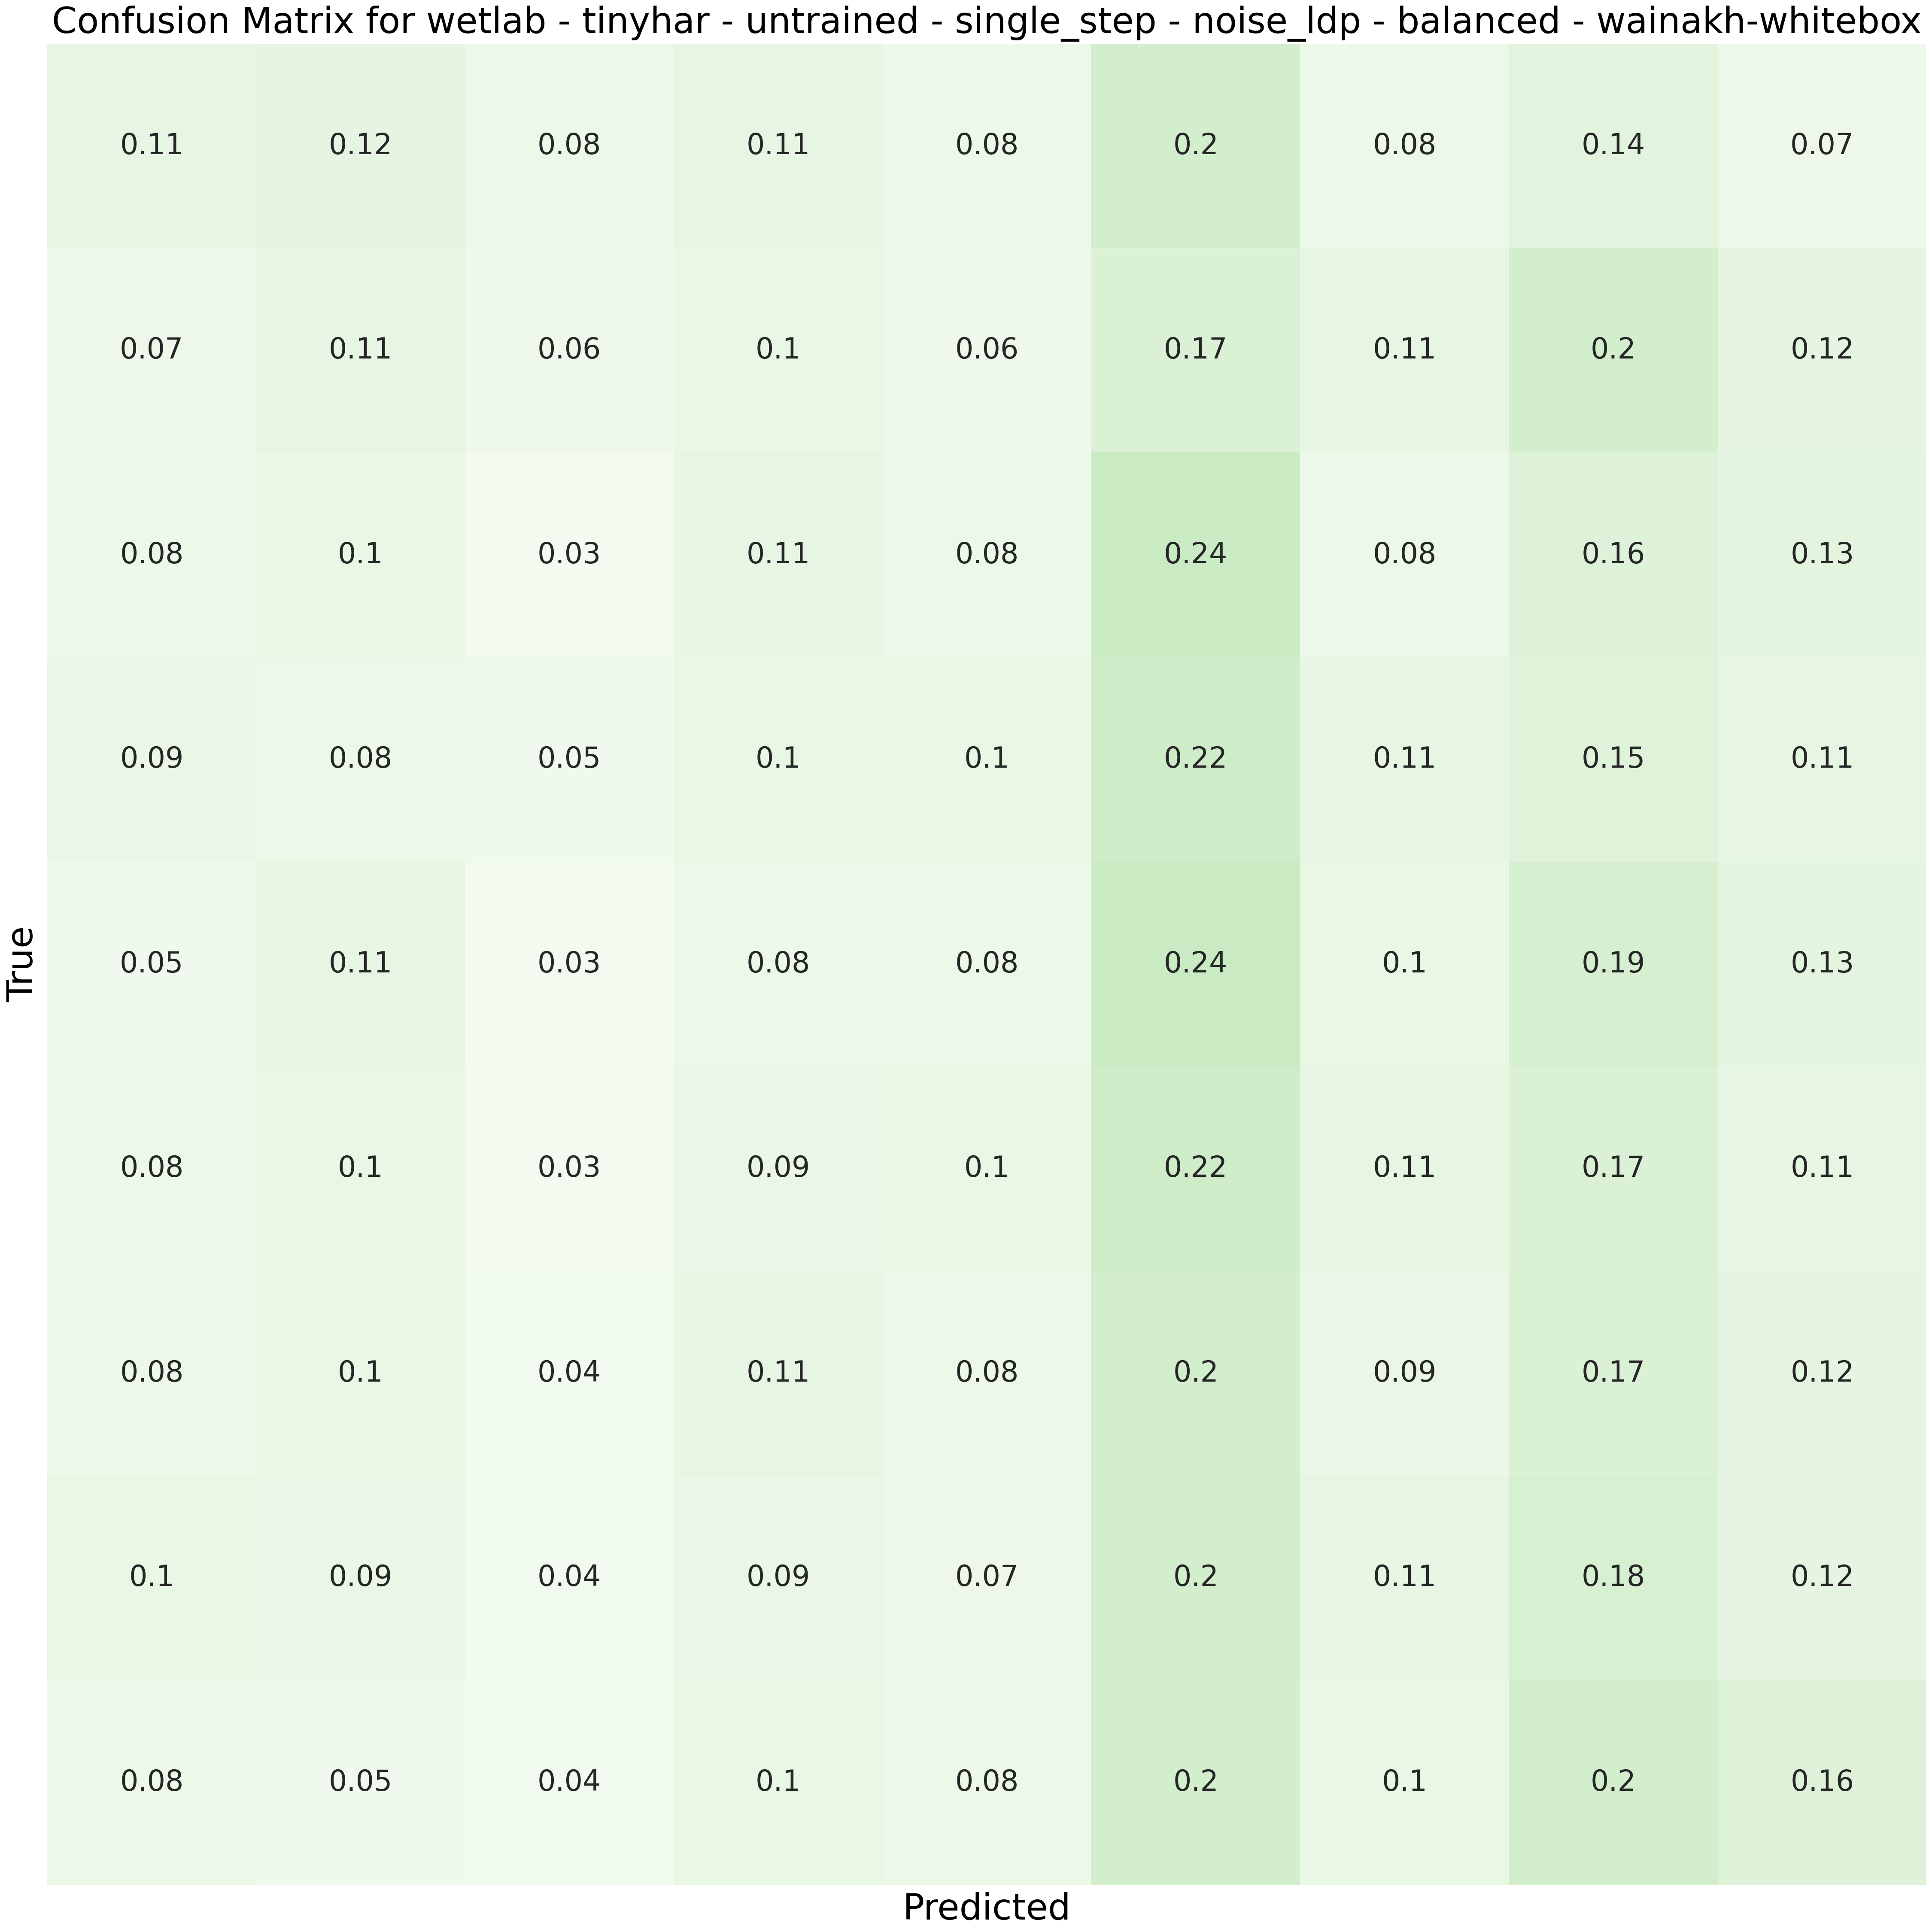 Confusion Matrix for wetlab - tinyhar - untrained - single_step - noise_ldp - balanced - wainakh-whitebox
0.11 0.12 0.08 0.11 0.08 0.2 0.08 0.14 0.07
0.07 0.11 0.06 0.1 0.06 0.17 0.11 0.2 0.12
0.08 0.1 0.03 0.11 0.08 0.24 0.08 0.16 0.13
0.09 0.08 0.05 0.1 0.1 0.22 0.11 0.15 0.11
0.05 0.11 0.03 0.08 0.08 0.24 0.1 0.19 0.13
0.08 0.1 0.03 0.09 0.1 0.22 0.11 0.17 0.11
0.08 0.1 0.04 0.11 0.08 0.2 0.09 0.17 0.12
0.1 0.09 0.04 0.09 0.07 0.2 0.11 0.18 0.12
0.08 0.05 0.04 0.1 0.08 0.2 0.1 0.2 0.16
True
Predicted